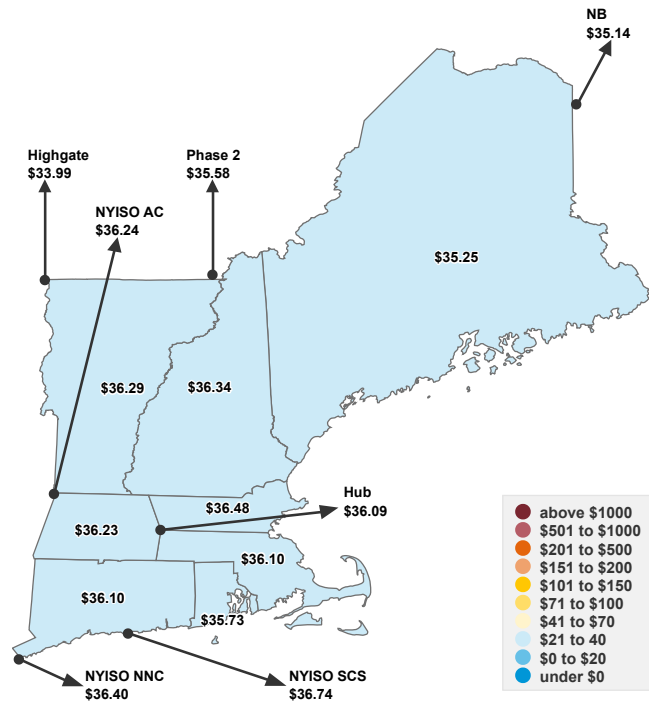 NB
$35.14
Highgate
$33.99
Phase 2
$35.58
NYISO AC
$36.24
$35.25
$36.29
$36.34
Hub
$36.09
$36.48
$36.23
$36.10
$36.10
$35.73
NYISO NNC
$36.40
NYISO SCS
$36.74
above $1000
$501 to $1000
$201 to $500
$151 to $200
$101 to $150
$71 to $100
$41 to $70
$21 to 40
$0 to $20
under $0